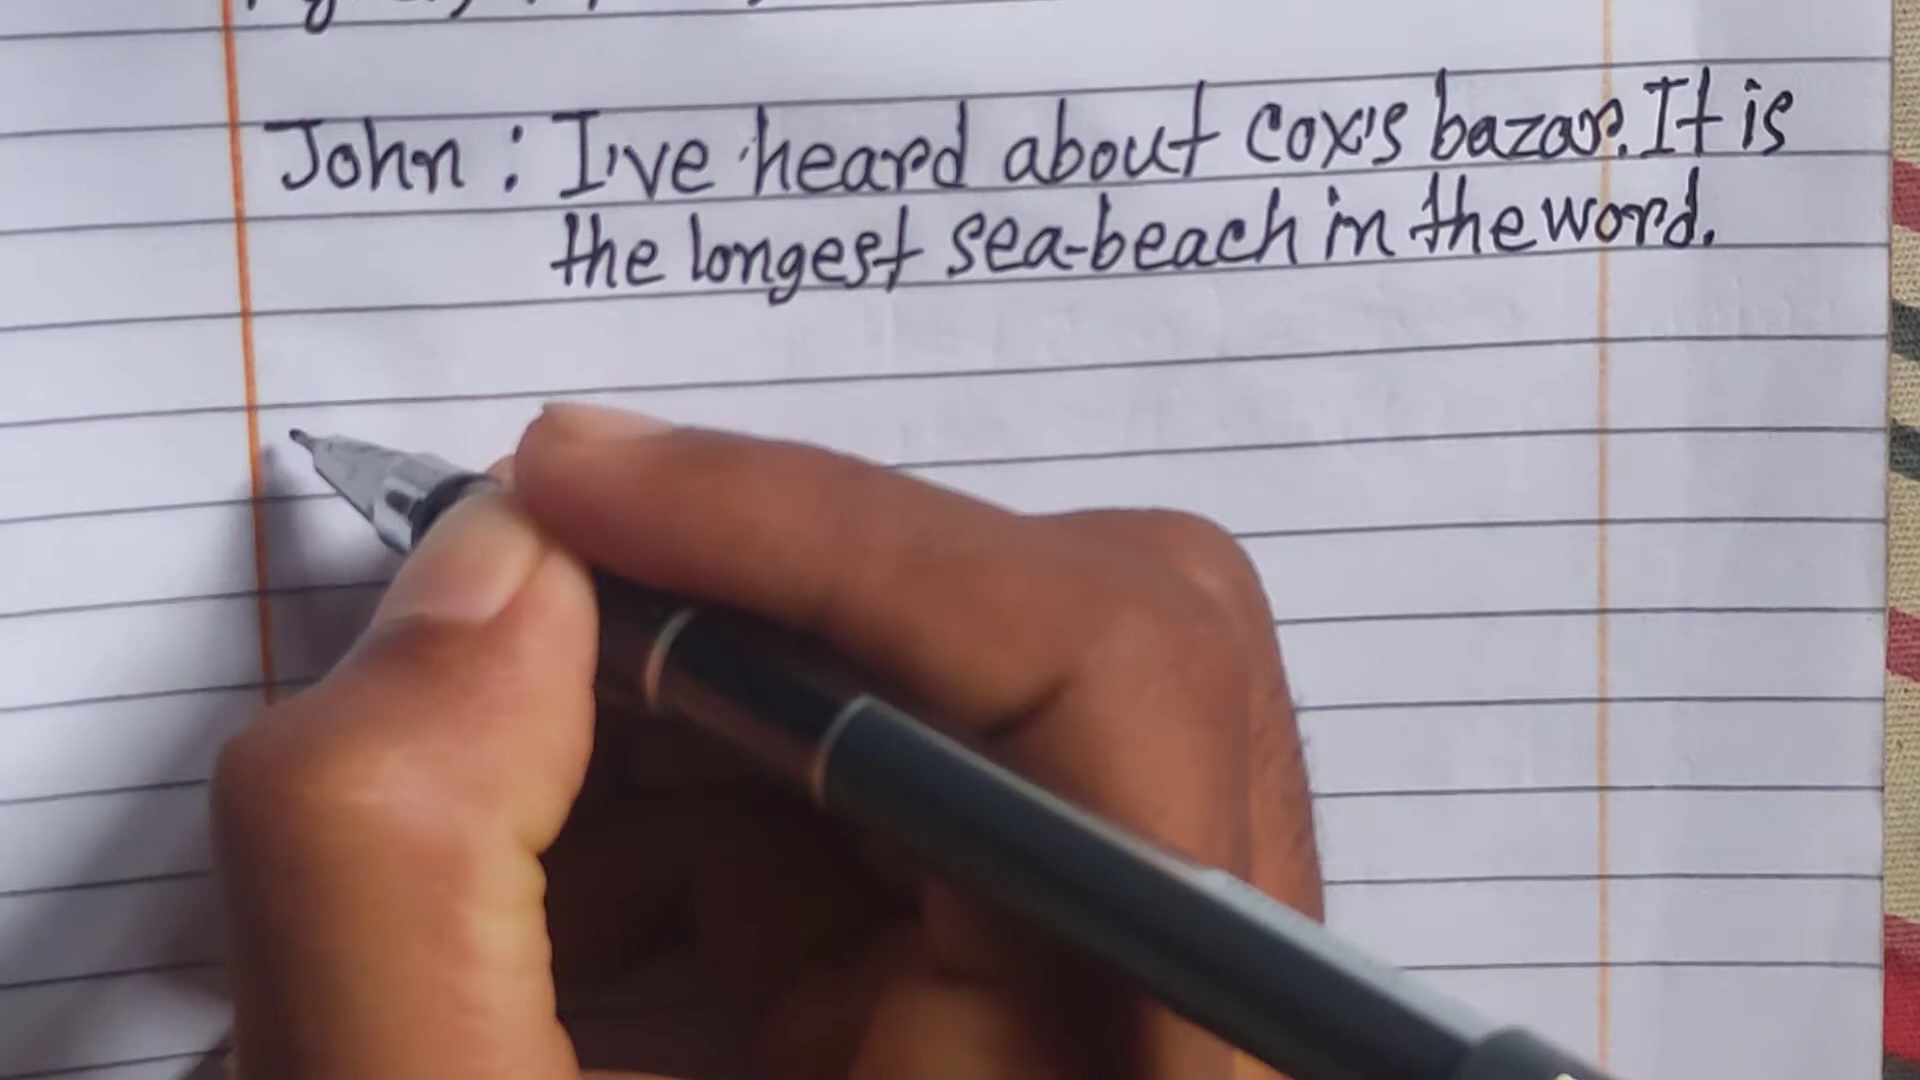 John : I've heard about cox's bazar. It is
the longest sea-beach in the word.